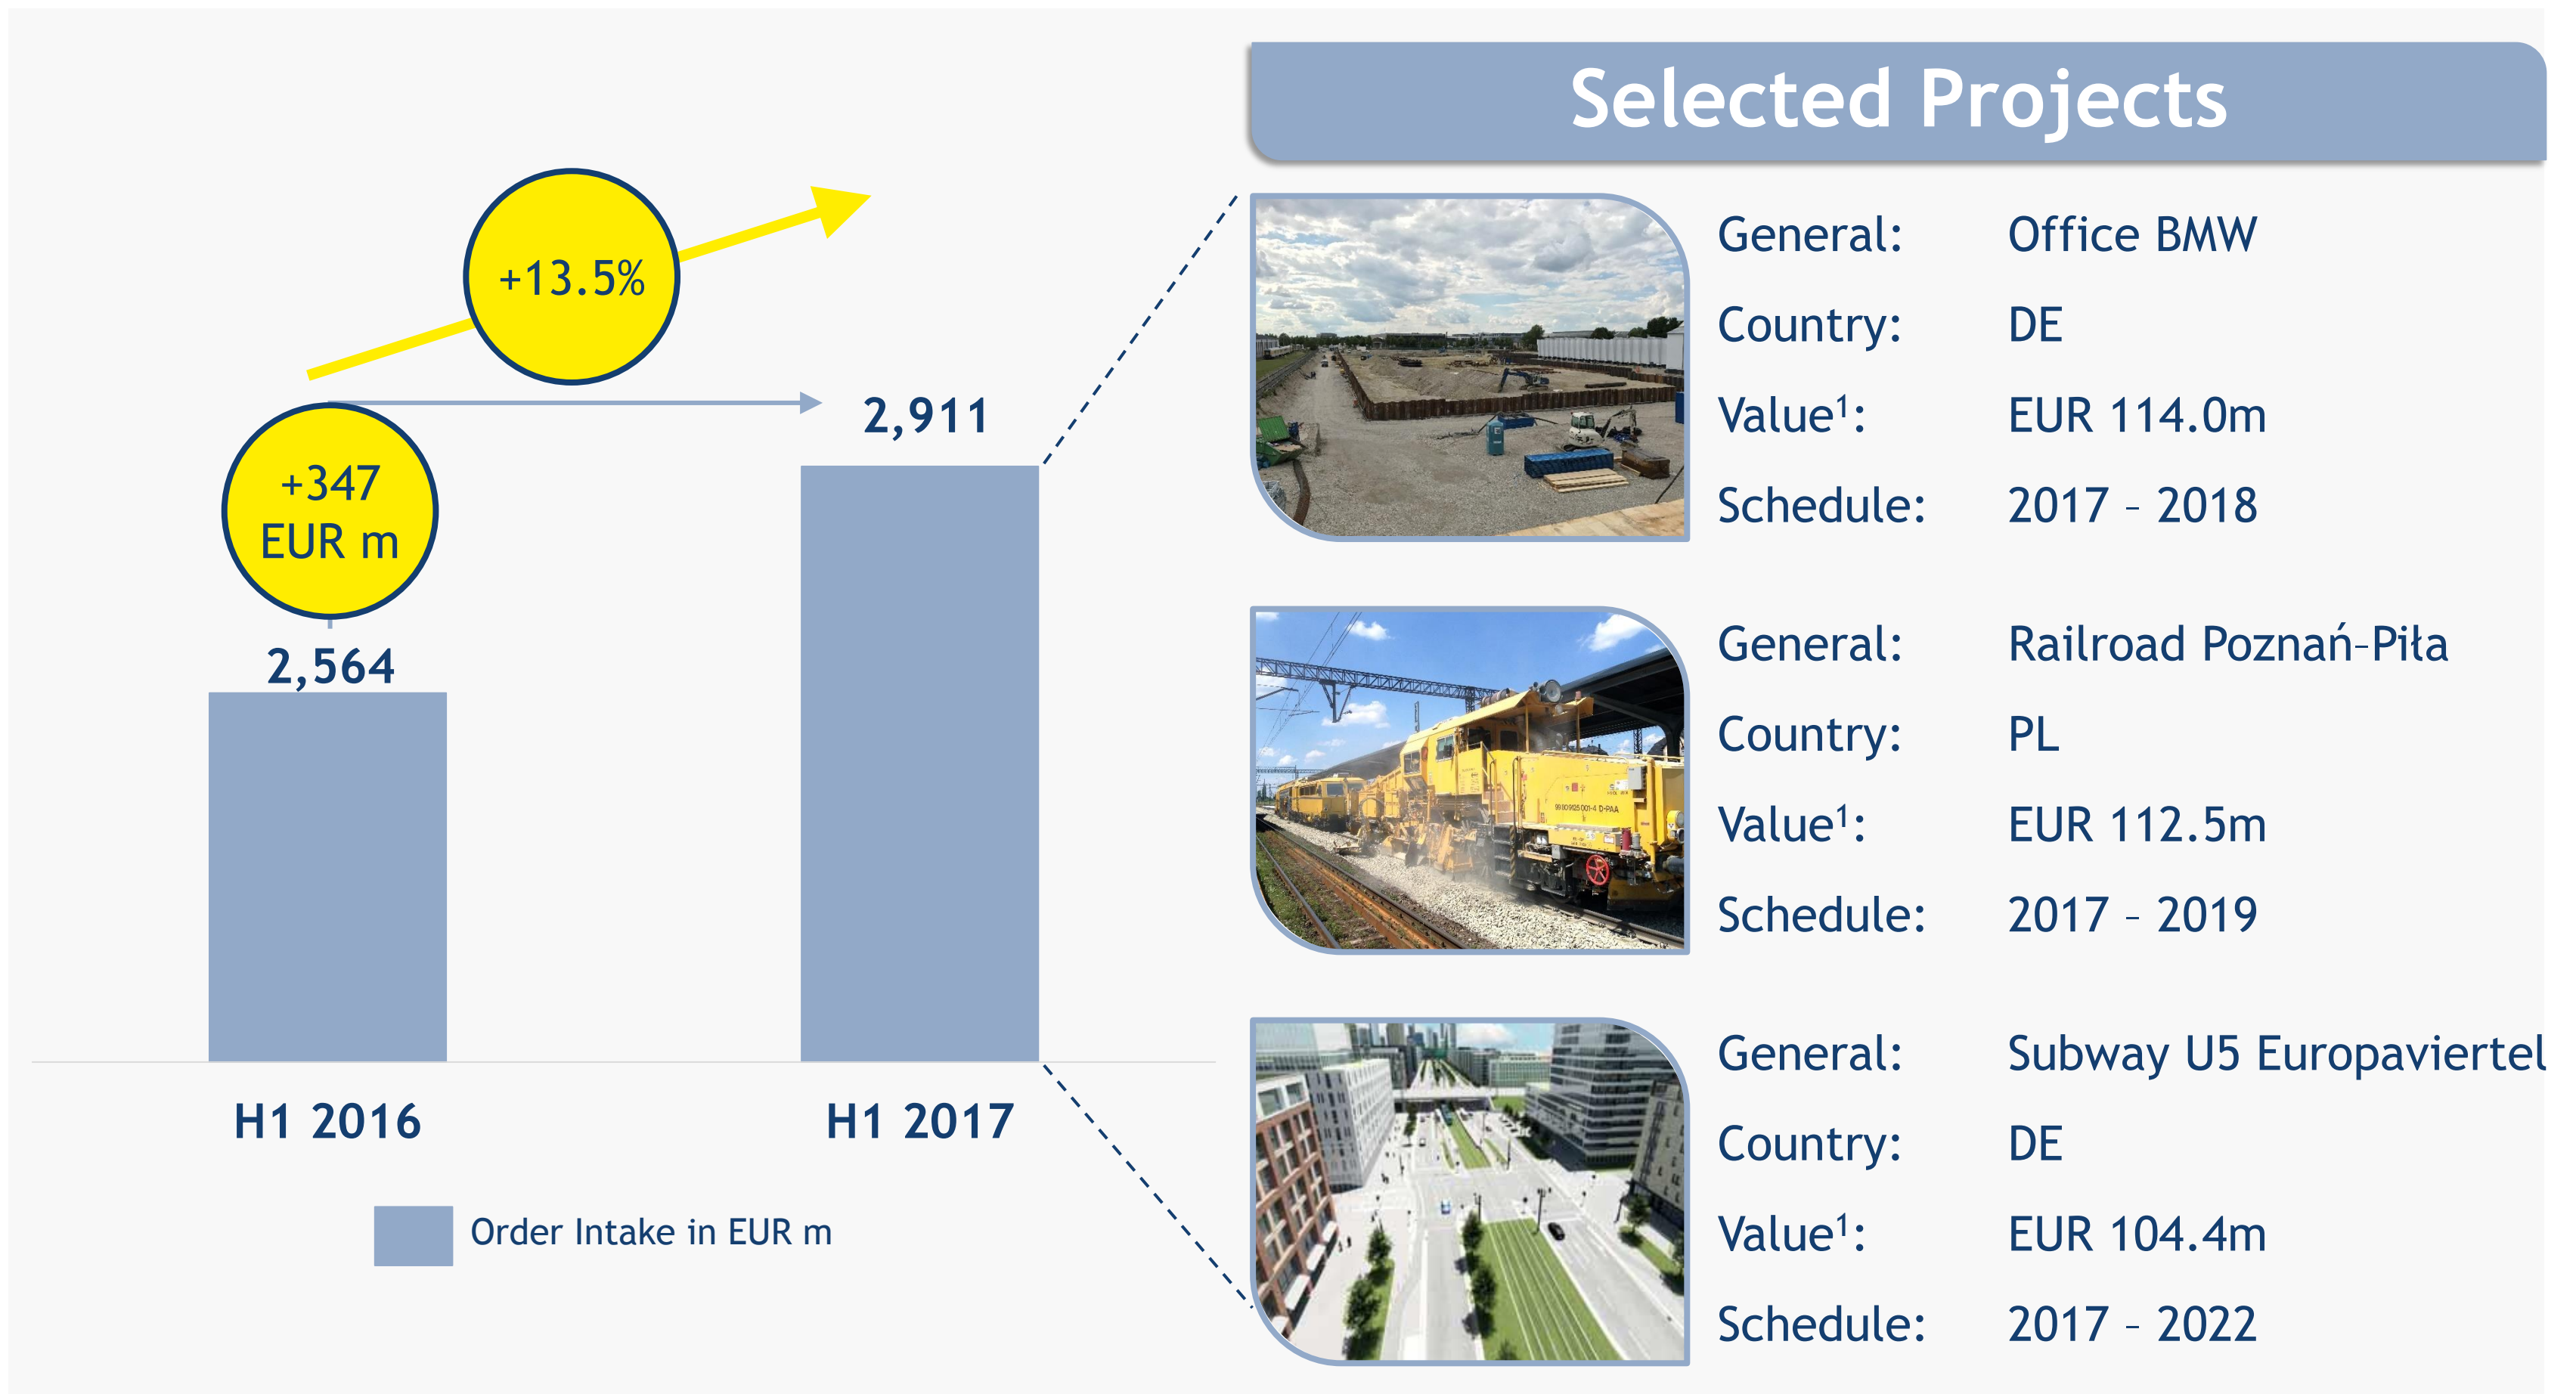 Selected Projects
+13.5%
2,911
+347
EUR m
2,564
H1 2016
H1 2017
Order Intake in EUR m
General: Office BMW
Country: DE
Value¹: EUR 114.0m
Schedule: 2017 – 2018
General: Railroad Poznań–Piła
Country: PL
Value¹: EUR 112.5m
Schedule: 2017 – 2019
General: Subway U5 Europaviertel
Country: DE
Value¹: EUR 104.4m
Schedule: 2017 – 2022